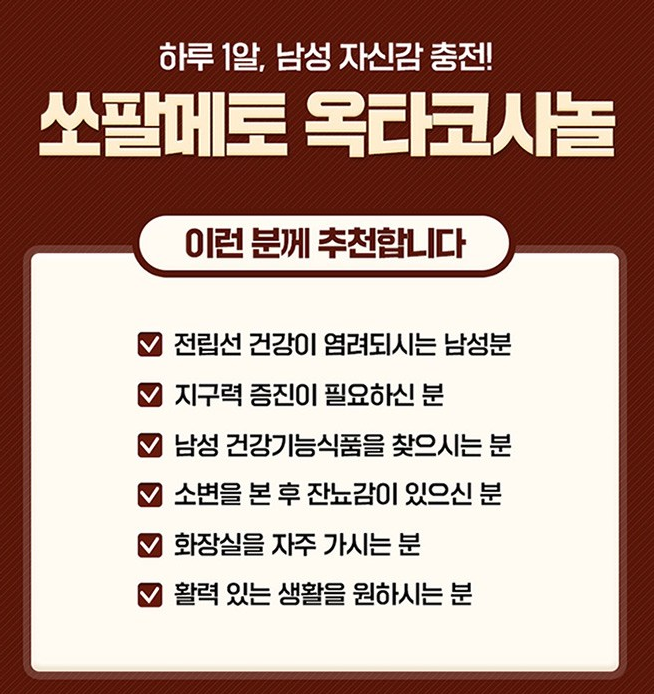 하루 1알, 남성 자신감 충전!
쏘팔메토 옥타코사놀
이런 분께 추천합니다
전립선 건강이 염려되시는 남성분
지구력 증진이 필요하신 분
남성 건강기능식품을 찾으시는 분
소변을 본 후 잔뇨감이 있으신 분
화장실을 자주 가시는 분
활력 있는 생활을 원하시는 분